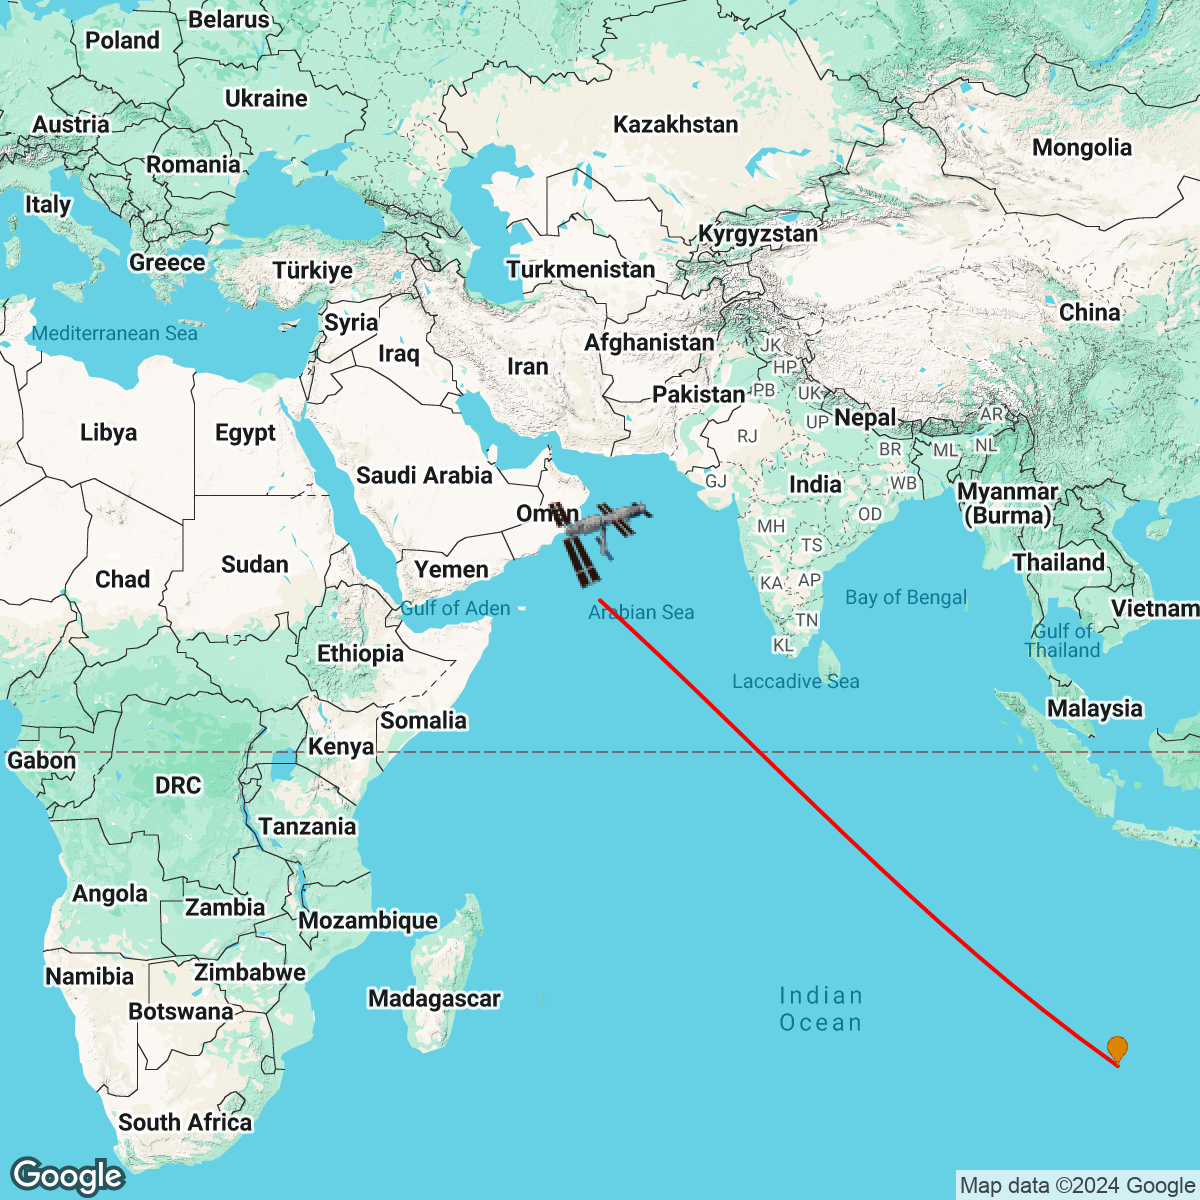 Belarus
Poland
Ukraine
Kazakhstan
Austria
Mongolia
Romania
Italy
Kyrgyzstan
Greece
Türkiye
Turkmenistan
China
Syria
Mediterranean Sea
Afghanistan
JK
Iraq
Iran
HP
Pakistan
PB
UK
AR
Nepal
UP
Libya
Egypt
RJ
NL
BR
ML
Saudi Arabia
GJ
India
WB
Myanmar
(Burma)
Oman
OD
MH
TS
Sudan
Thailand
Yemen
Chad
KA
AP
Bay of Bengal
Gulf of Aden
Arabian Sea
Vietnam
TN
Gulf of
Thailand
KL
Ethiopia
Laccadive Sea
Malaysia
Somalia
Kenya
Gabon
DRC
Tanzania
Angola
Zambia
Mozambique
Namibia
Zimbabwe
Madagascar
Indian
Ocean
Botswana
South Africa
Google
Map data ©2024 Google